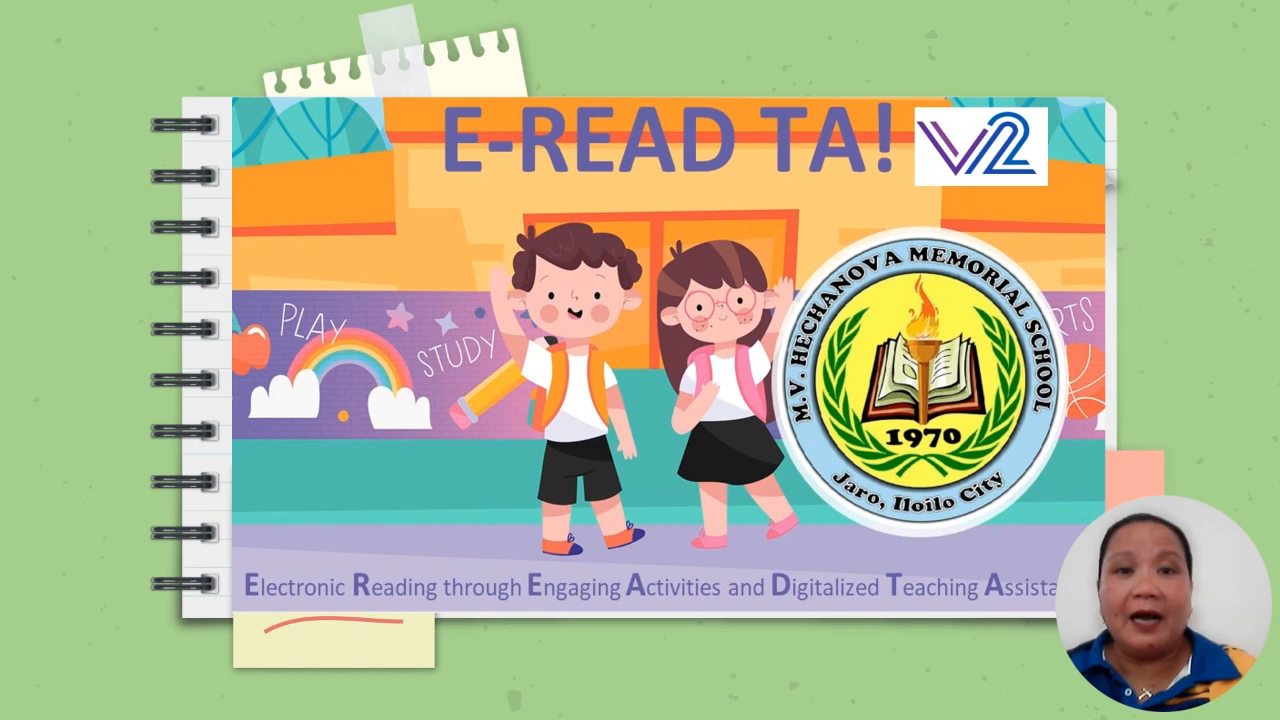 E-READ TA!
V2
PLAY
STUDY
M.V. HECHANOVA MEMORIAL SCHOOL
1970
Jaro, Iloilo City
Electronic Reading through Engaging Activities and Digitalized Teaching Assista